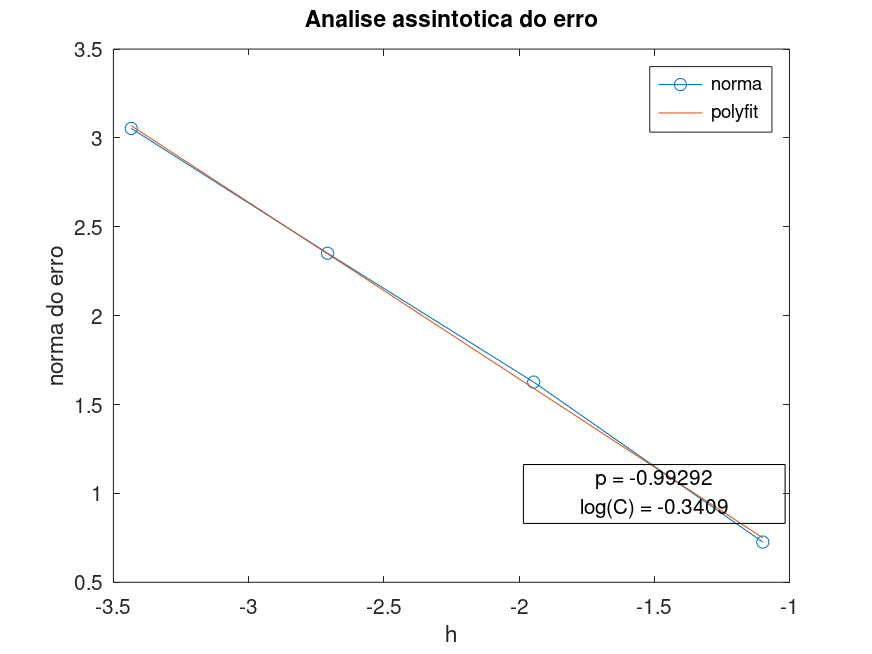 Analise assintotica do erro
norma
polyfit
norma do erro
3.5
3
2.5
2
1.5
1
0.5
p = -0.99292
log(C) = -0.3409
-3.5
-3
-2.5
-2
-1.5
-1
h